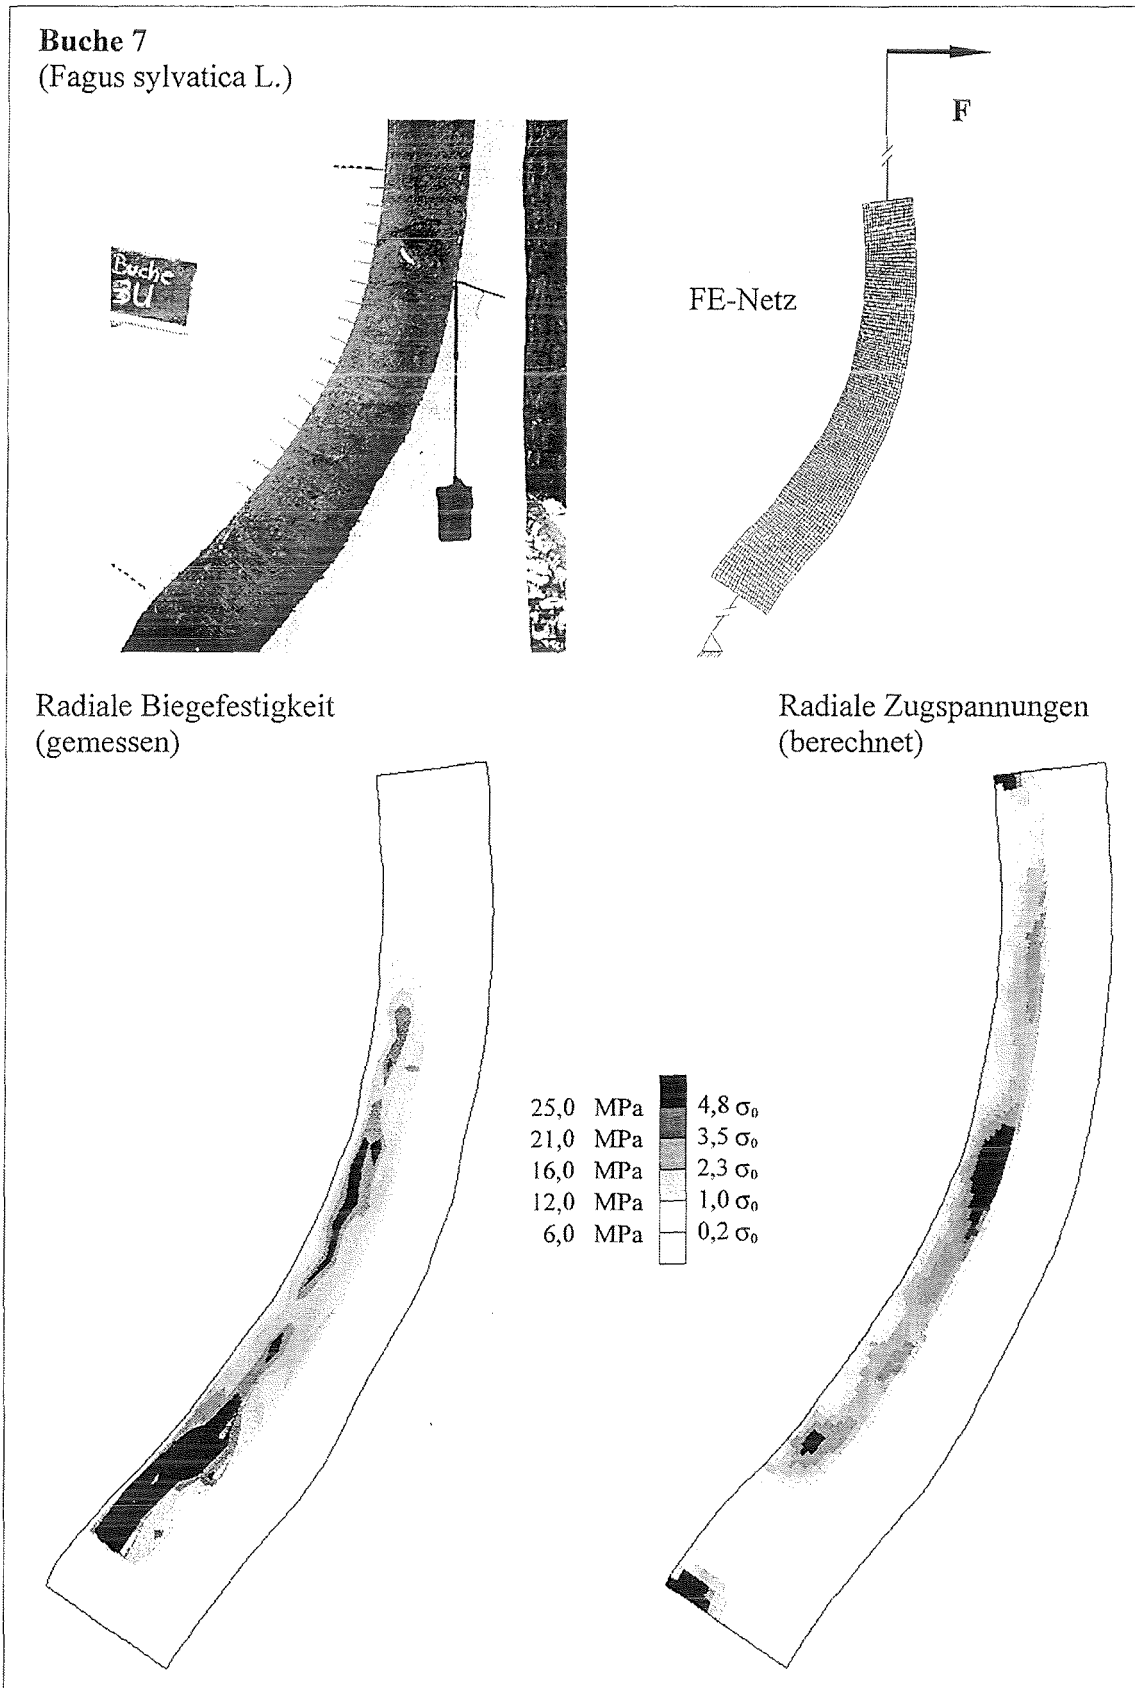 Buche 7
(Fagus sylvatica L.)
F
Buche
3U
FE-Netz
Radiale Biegefestigkeit
(gemessen)
Radiale Zugspannungen
(berechnet)
25,0 MPa 4,8 σ₀
21,0 MPa 3,5 σ₀
16,0 MPa 2,3 σ₀
12,0 MPa 1,0 σ₀
6,0 MPa 0,2 σ₀